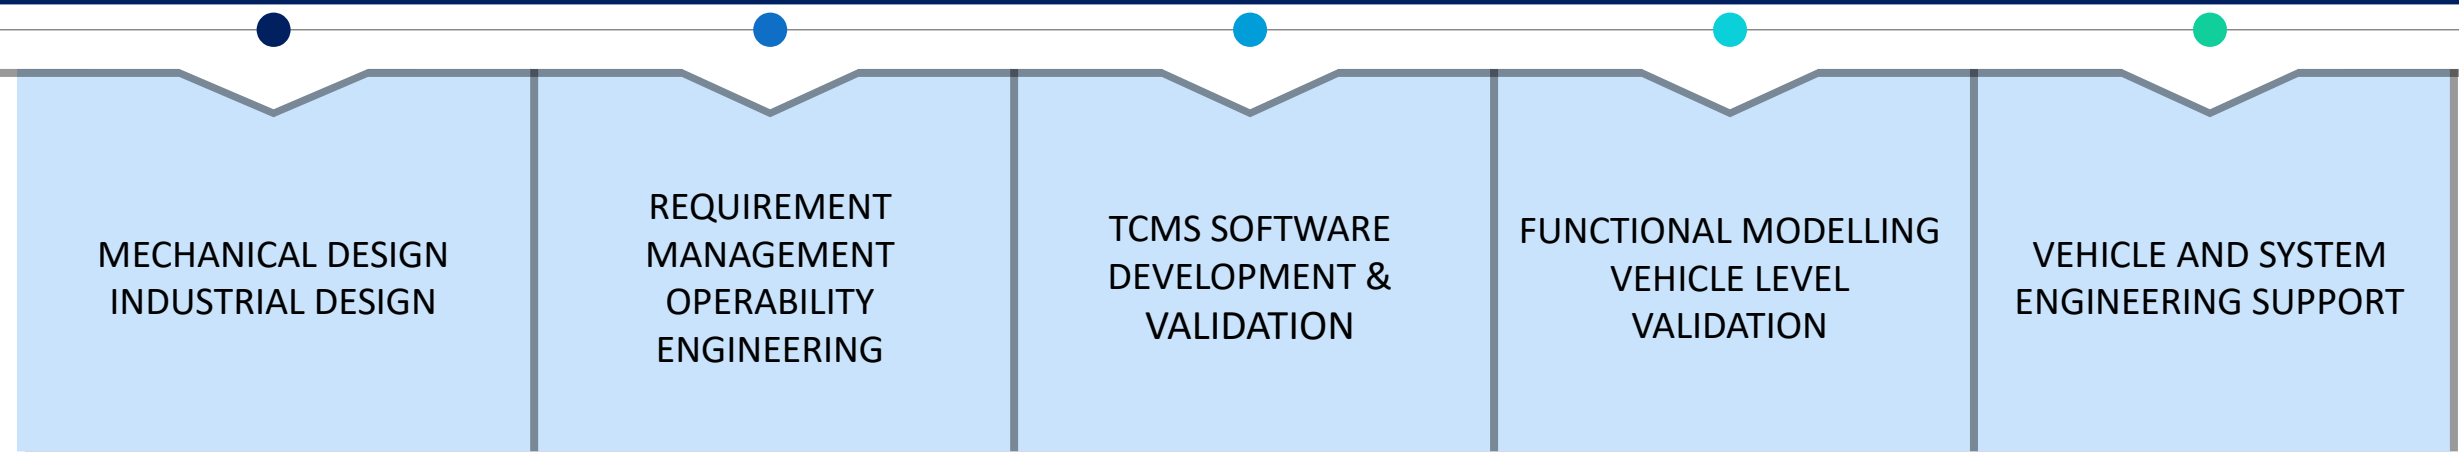 MECHANICAL DESIGN
INDUSTRIAL DESIGN
REQUIREMENT
MANAGEMENT
OPERABILITY
ENGINEERING
TCMS SOFTWARE
DEVELOPMENT &
VALIDATION
FUNCTIONAL MODELLING
VEHICLE LEVEL
VALIDATION
VEHICLE AND SYSTEM
ENGINEERING SUPPORT